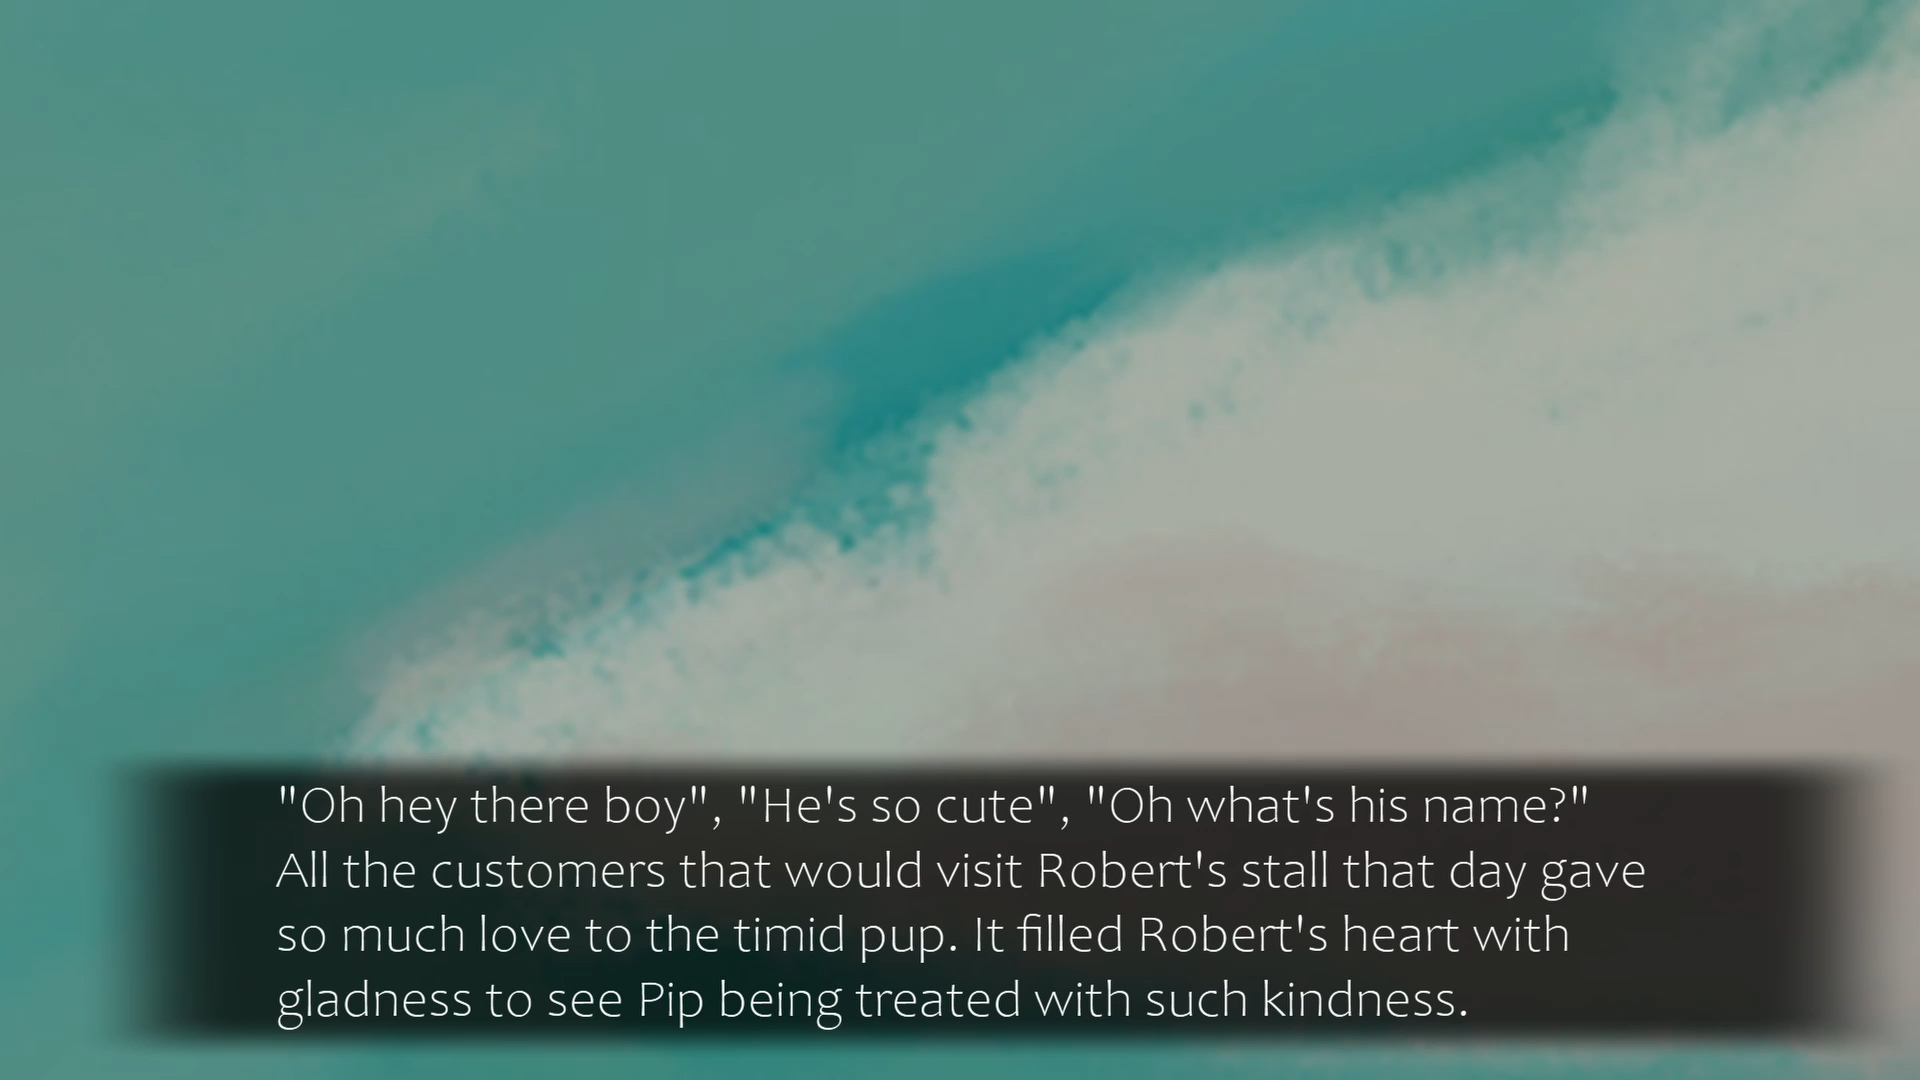 "Oh hey there boy", "He's so cute", "Oh what's his name?"
All the customers that would visit Robert's stall that day gave
so much love to the timid pup. It filled Robert's heart with
gladness to see Pip being treated with such kindness.